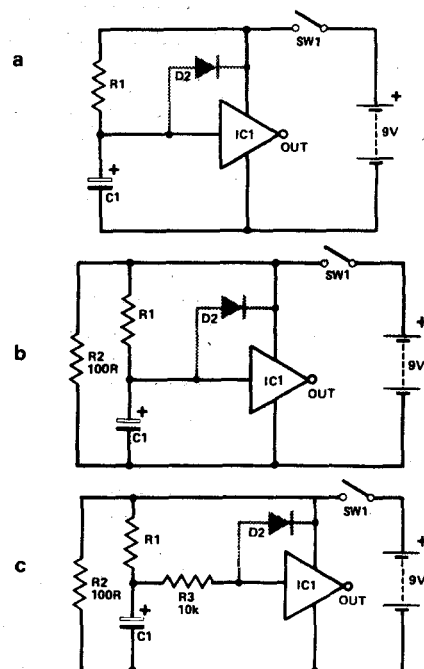 a
SW1
R1
D2
IC1
OUT
C1
+
+
9V
b
SW1
R2
100R
R1
D2
IC1
OUT
C1
+
+
9V
c
SW1
R2
100R
R1
R3
10k
D2
IC1
OUT
C1
+
+
9V